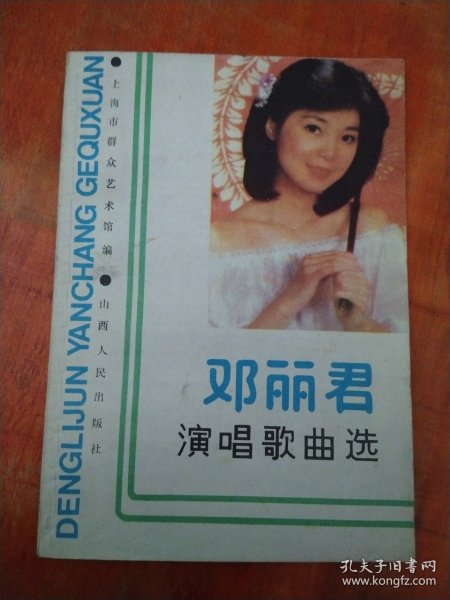 DENGLIJUN YANCHANG GEQUXUAN
●上海市群众艺术馆编●山西人民出版社
邓丽君
演唱歌曲选
孔夫子旧书网
www.kongfz.com